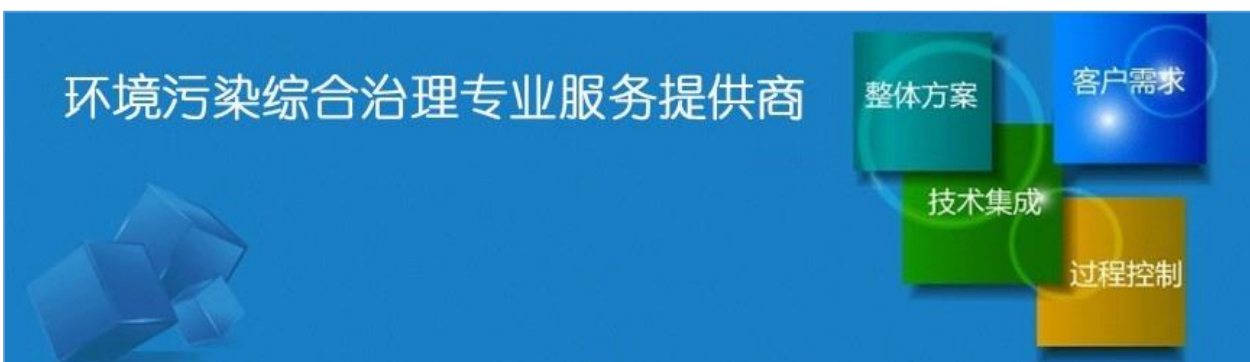 环境污染综合治理专业服务提供商
整体方案
客户需求
技术集成
过程控制